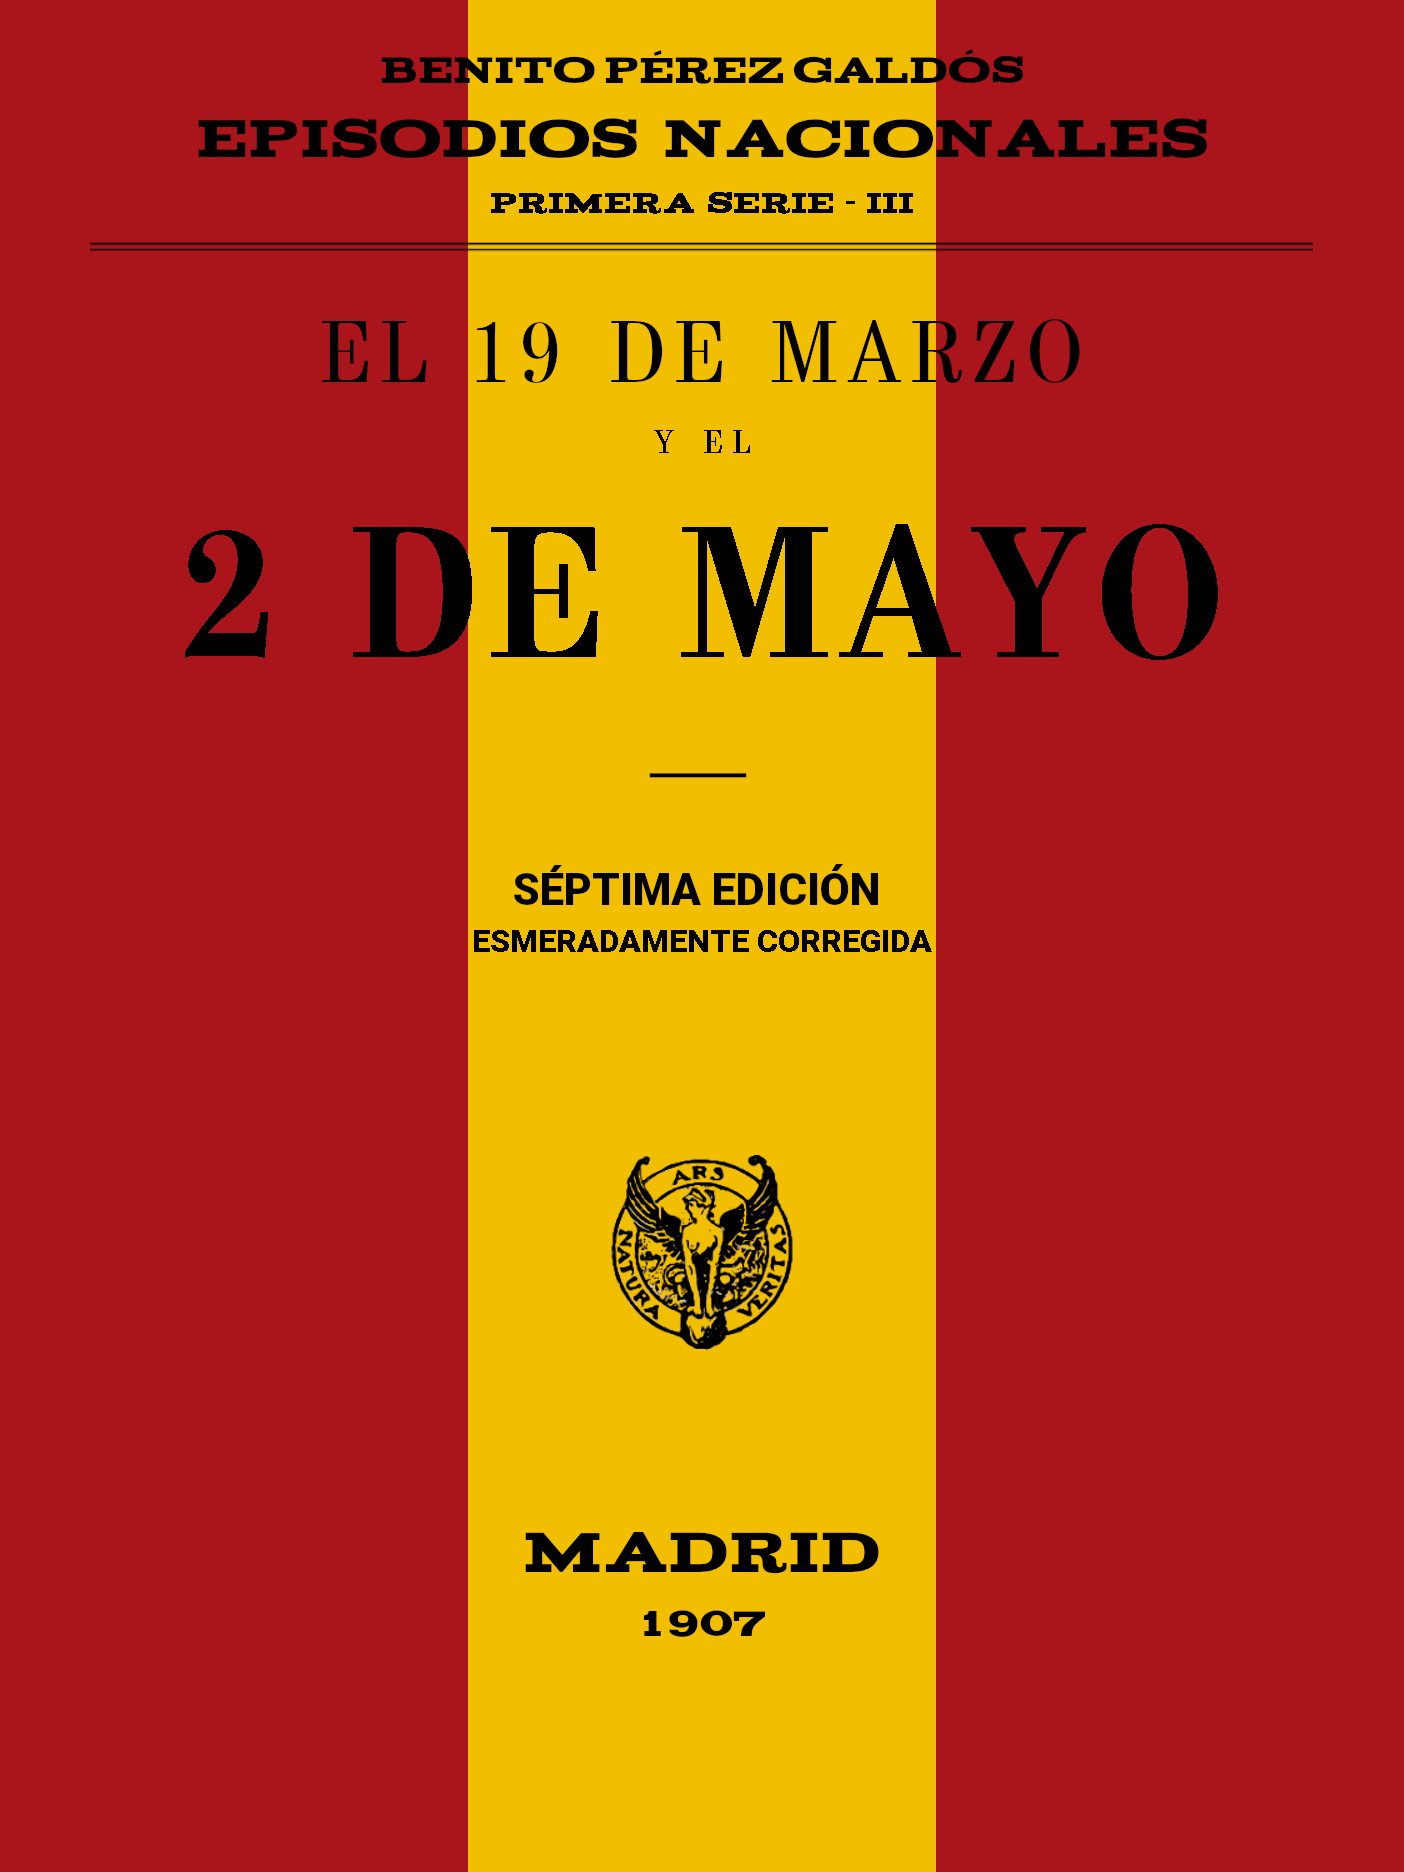 BENITO PÉREZ GALDÓS
EPISODIOS NACIONALES
PRIMERA SERIE - III
EL 19 DE MARZO
Y EL
2 DE MAYO
SÉPTIMA EDICIÓN
ESMERADAMENTE CORREGIDA
ARS
NATURA
VERITAS
MADRID
1907